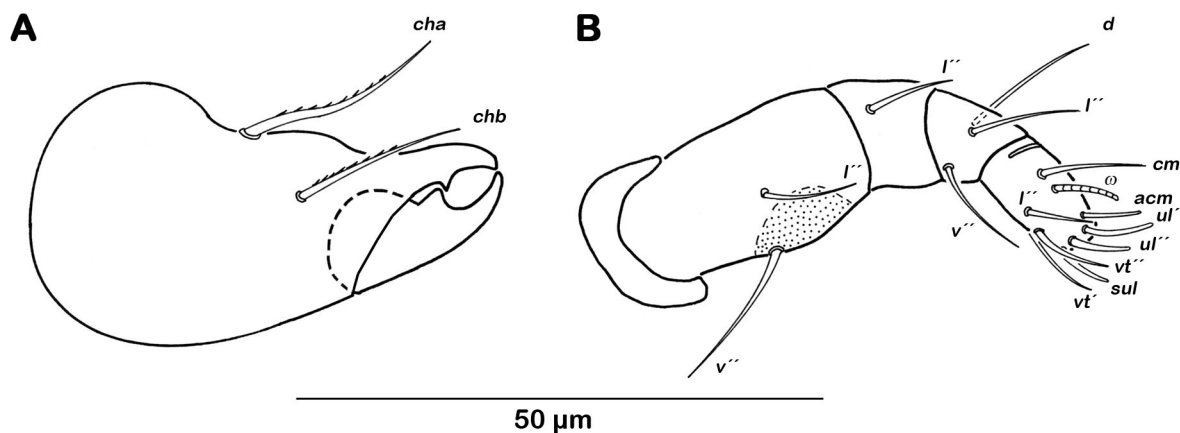 A
cha
chb
B
d
l´´
l´´
l´´
cm
ω
acm
l´´
ul´
ul´´
v´´
vt´´
sul
vt´
v´´
50 µm